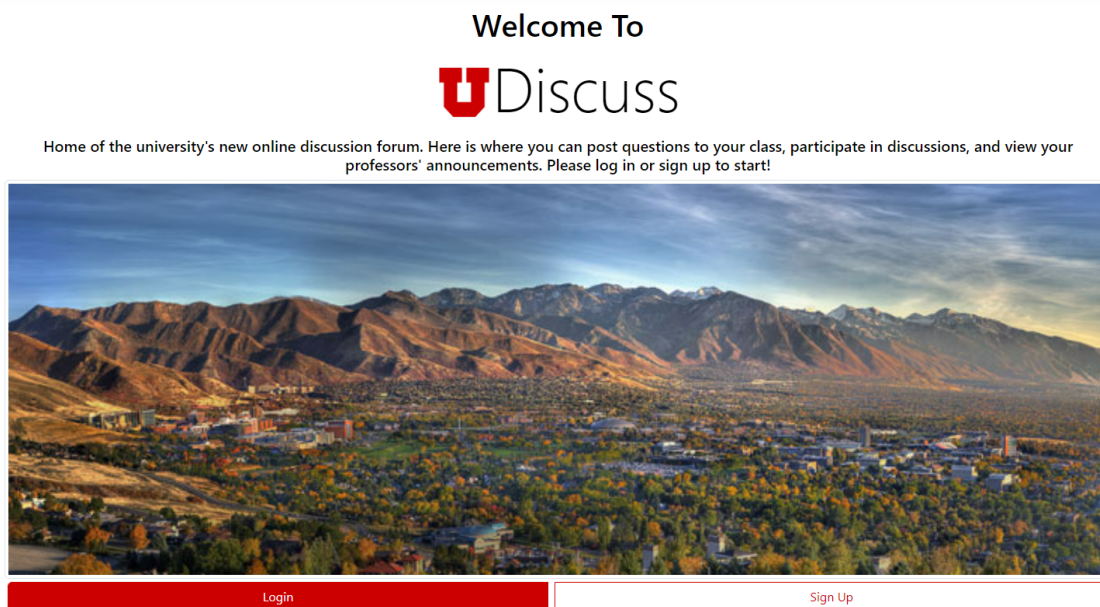 Welcome To
UDiscuss
Home of the university's new online discussion forum. Here is where you can post questions to your class, participate in discussions, and view your
professors' announcements. Please log in or sign up to start!
Login
Sign Up